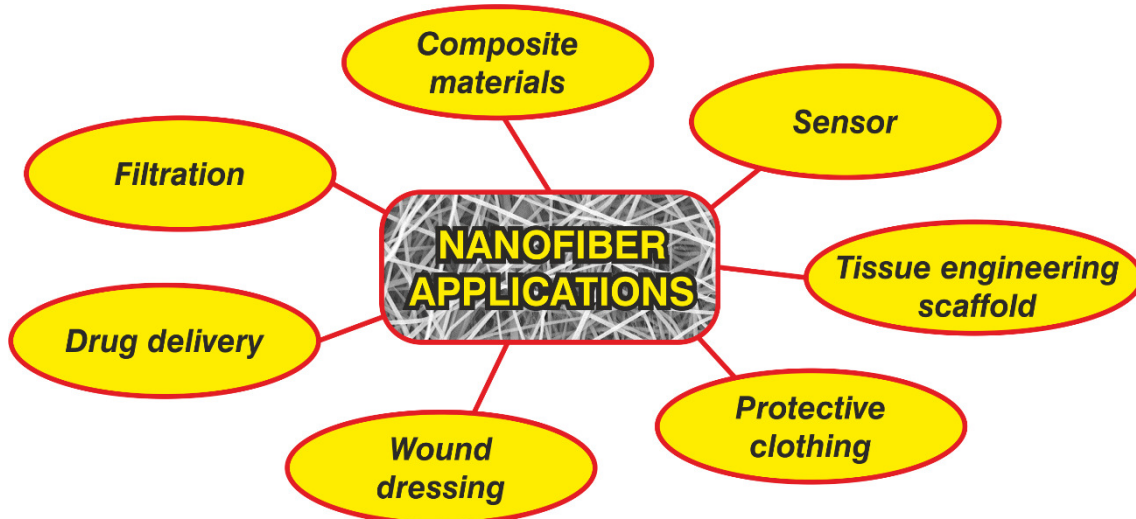 Composite
materials
Sensor
Filtration
NANOFIBER
APPLICATIONS
Tissue engineering
scaffold
Drug delivery
Protective
clothing
Wound
dressing